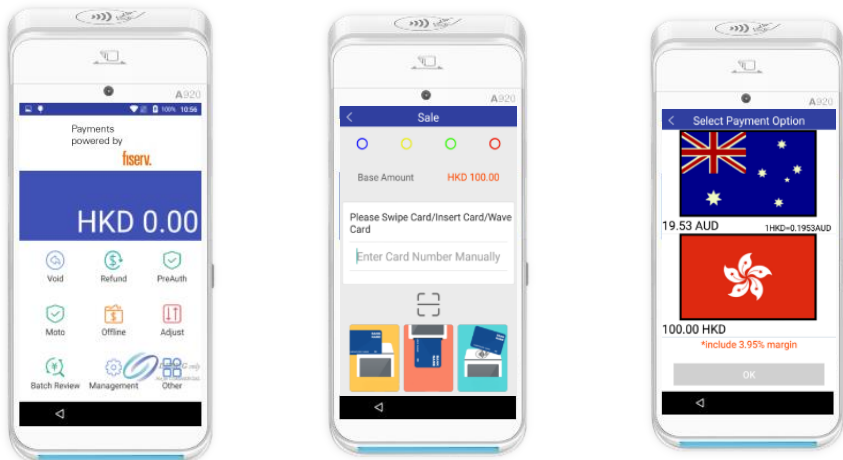 A920
100% 10:56
Payments
powered by
fiserv.
HKD 0.00
Void
Refund
PreAuth
Moto
Offline
Adjust
Batch Review
Management
Other
A920
Sale
Base Amount
HKD 100.00
Please Swipe Card/Insert Card/Wave
Card
Enter Card Number Manually
A920
Select Payment Option
19.53 AUD
1HKD=0.1953AUD
100.00 HKD
*include 3.95% margin
OK